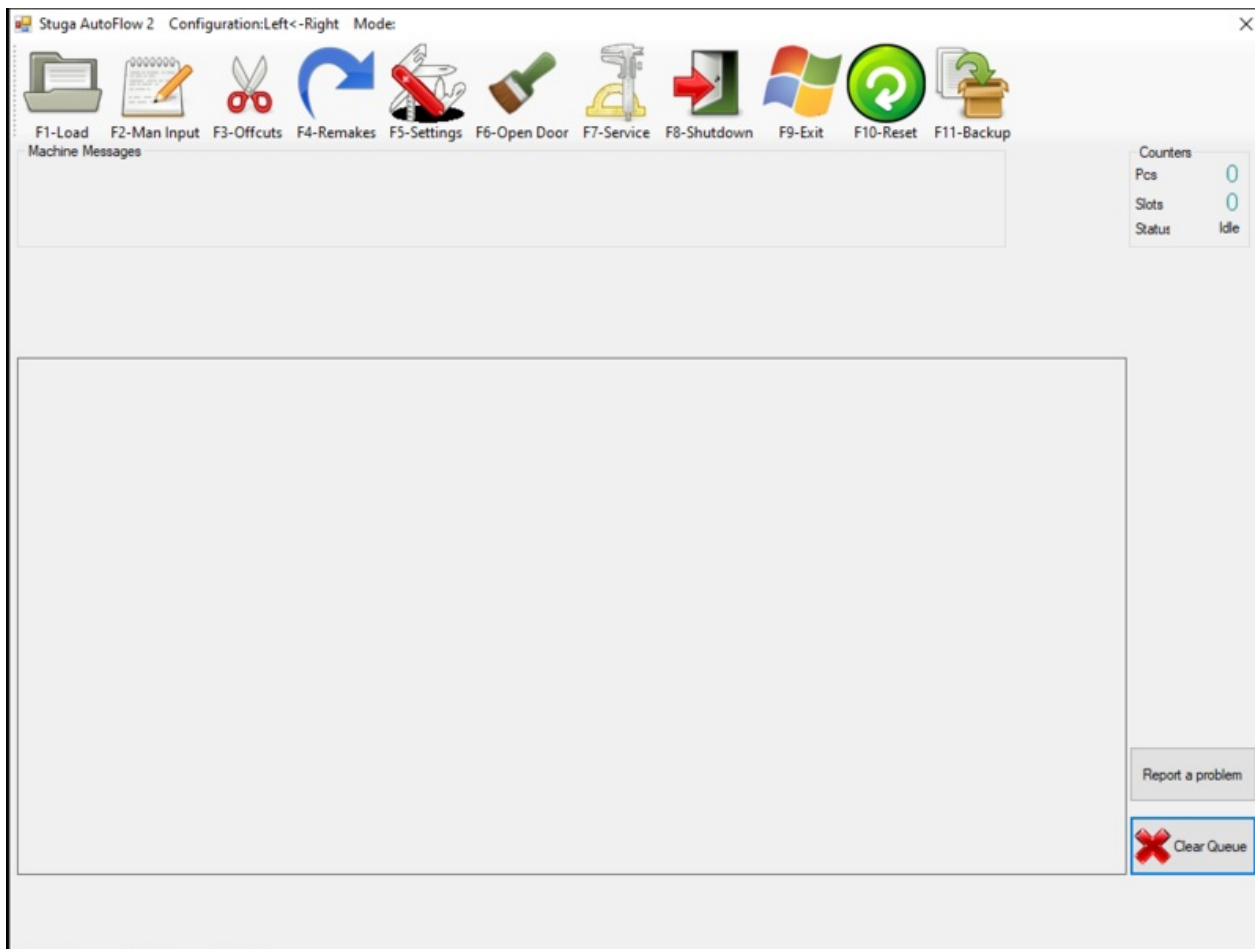 Stuga AutoFlow 2 Configuration:Left<-Right Mode:
F1-Load F2-Man Input F3-Offcuts F4-Remakes F5-Settings F6-Open Door F7-Service F8-Shutdown F9-Exit F10-Reset F11-Backup
Machine Messages
Counters
Pcs 0
Slots 0
Status Idle
Report a problem
Clear Queue